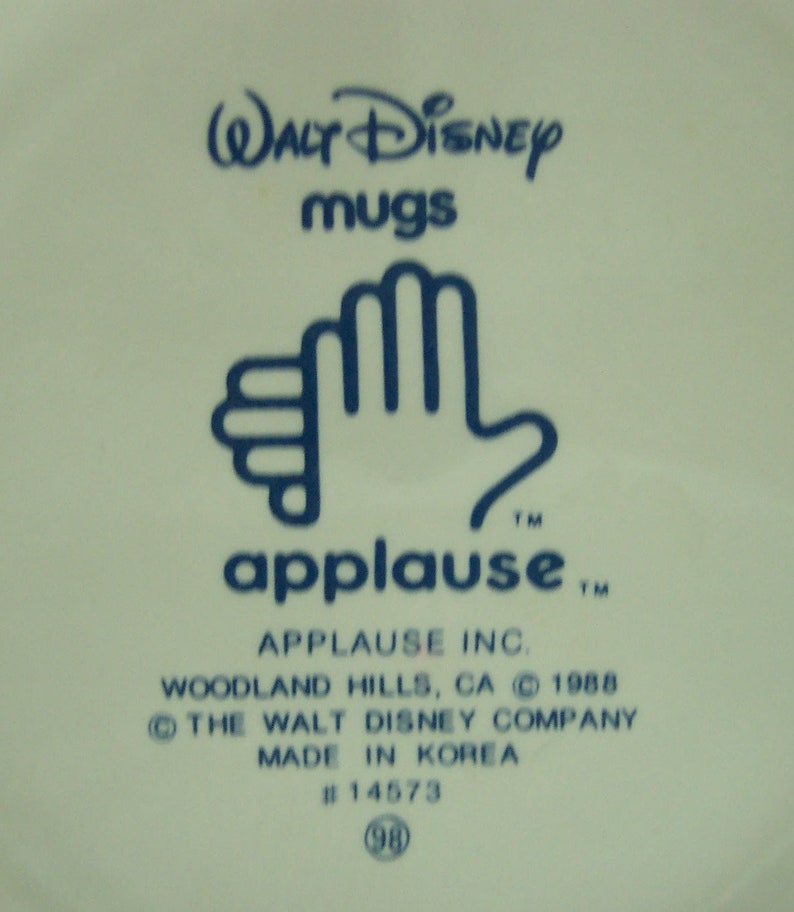 Walt Disney
mugs
TM
applause TM
APPLAUSE INC.
WOODLAND HILLS, CA © 1988
© THE WALT DISNEY COMPANY
MADE IN KOREA
# 14573
98